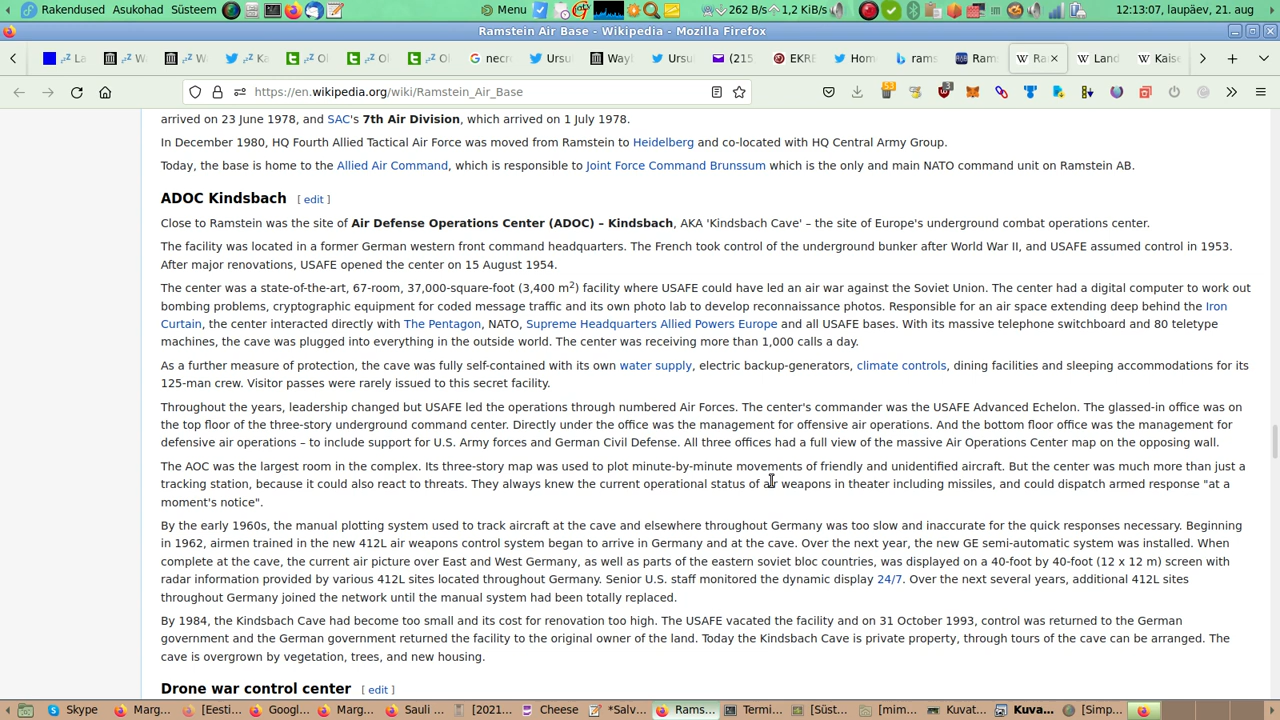 Rakendused Asukohad Süsteem Menu 262 B/s 1,2 KiB/s 12:13:07, laupäev, 21. aug
Ramstein Air Base - Wikipedia — Mozilla Firefox
La W W Ka Ol Ol Ol necr Ursu Wayb Ursu (215 EKRE Hom rams Ram Ra Land Kaise
https://en.wikipedia.org/wiki/Ramstein_Air_Base
arrived on 23 June 1978, and SAC's 7th Air Division, which arrived on 1 July 1978.
In December 1980, HQ Fourth Allied Tactical Air Force was moved from Ramstein to Heidelberg and co-located with HQ Central Army Group.
Today, the base is home to the Allied Air Command, which is responsible to Joint Force Command Brunssum which is the only and main NATO command unit on Ramstein AB.
ADOC Kindsbach [ edit ]
Close to Ramstein was the site of Air Defense Operations Center (ADOC) – Kindsbach, AKA 'Kindsbach Cave' – the site of Europe's underground combat operations center.
The facility was located in a former German western front command headquarters. The French took control of the underground bunker after World War II, and USAFE assumed control in 1953.
After major renovations, USAFE opened the center on 15 August 1954.
The center was a state-of-the-art, 67-room, 37,000-square-foot (3,400 m2) facility where USAFE could have led an air war against the Soviet Union. The center had a digital computer to work out
bombing problems, cryptographic equipment for coded message traffic and its own photo lab to develop reconnaissance photos. Responsible for an air space extending deep behind the Iron
Curtain, the center interacted directly with The Pentagon, NATO, Supreme Headquarters Allied Powers Europe and all USAFE bases. With its massive telephone switchboard and 80 teletype
machines, the cave was plugged into everything in the outside world. The center was receiving more than 1,000 calls a day.
As a further measure of protection, the cave was fully self-contained with its own water supply, electric backup-generators, climate controls, dining facilities and sleeping accommodations for its
125-man crew. Visitor passes were rarely issued to this secret facility.
Throughout the years, leadership changed but USAFE led the operations through numbered Air Forces. The center's commander was the USAFE Advanced Echelon. The glassed-in office was on
the top floor of the three-story underground command center. Directly under the office was the management for offensive air operations. And the bottom floor office was the management for
defensive air operations – to include support for U.S. Army forces and German Civil Defense. All three offices had a full view of the massive Air Operations Center map on the opposing wall.
The AOC was the largest room in the complex. Its three-story map was used to plot minute-by-minute movements of friendly and unidentified aircraft. But the center was much more than just a
tracking station, because it could also react to threats. They always knew the current operational status of air weapons in theater including missiles, and could dispatch armed response "at a
moment's notice".
By the early 1960s, the manual plotting system used to track aircraft at the cave and elsewhere throughout Germany was too slow and inaccurate for the quick responses necessary. Beginning
in 1962, airmen trained in the new 412L air weapons control system began to arrive in Germany and at the cave. Over the next year, the new GE semi-automatic system was installed. When
complete at the cave, the current air picture over East and West Germany, as well as parts of the eastern soviet bloc countries, was displayed on a 40-foot by 40-foot (12 x 12 m) screen with
radar information provided by various 412L sites located throughout Germany. Senior U.S. staff monitored the dynamic display 24/7. Over the next several years, additional 412L sites
throughout Germany joined the network until the manual system had been totally replaced.
By 1984, the Kindsbach Cave had become too small and its cost for renovation too high. The USAFE vacated the facility and on 31 October 1993, control was returned to the German
government and the German government returned the facility to the original owner of the land. Today the Kindsbach Cave is private property, through tours of the cave can be arranged. The
cave is overgrown by vegetation, trees, and new housing.
Drone war control center [ edit ]
Skype Marg... [Eesti... Googl... Marg... Sauli ... [2021... Cheese *Salv... Rams... Termi... [Süst... [mim... Kuvat... Kuva... [Simp...